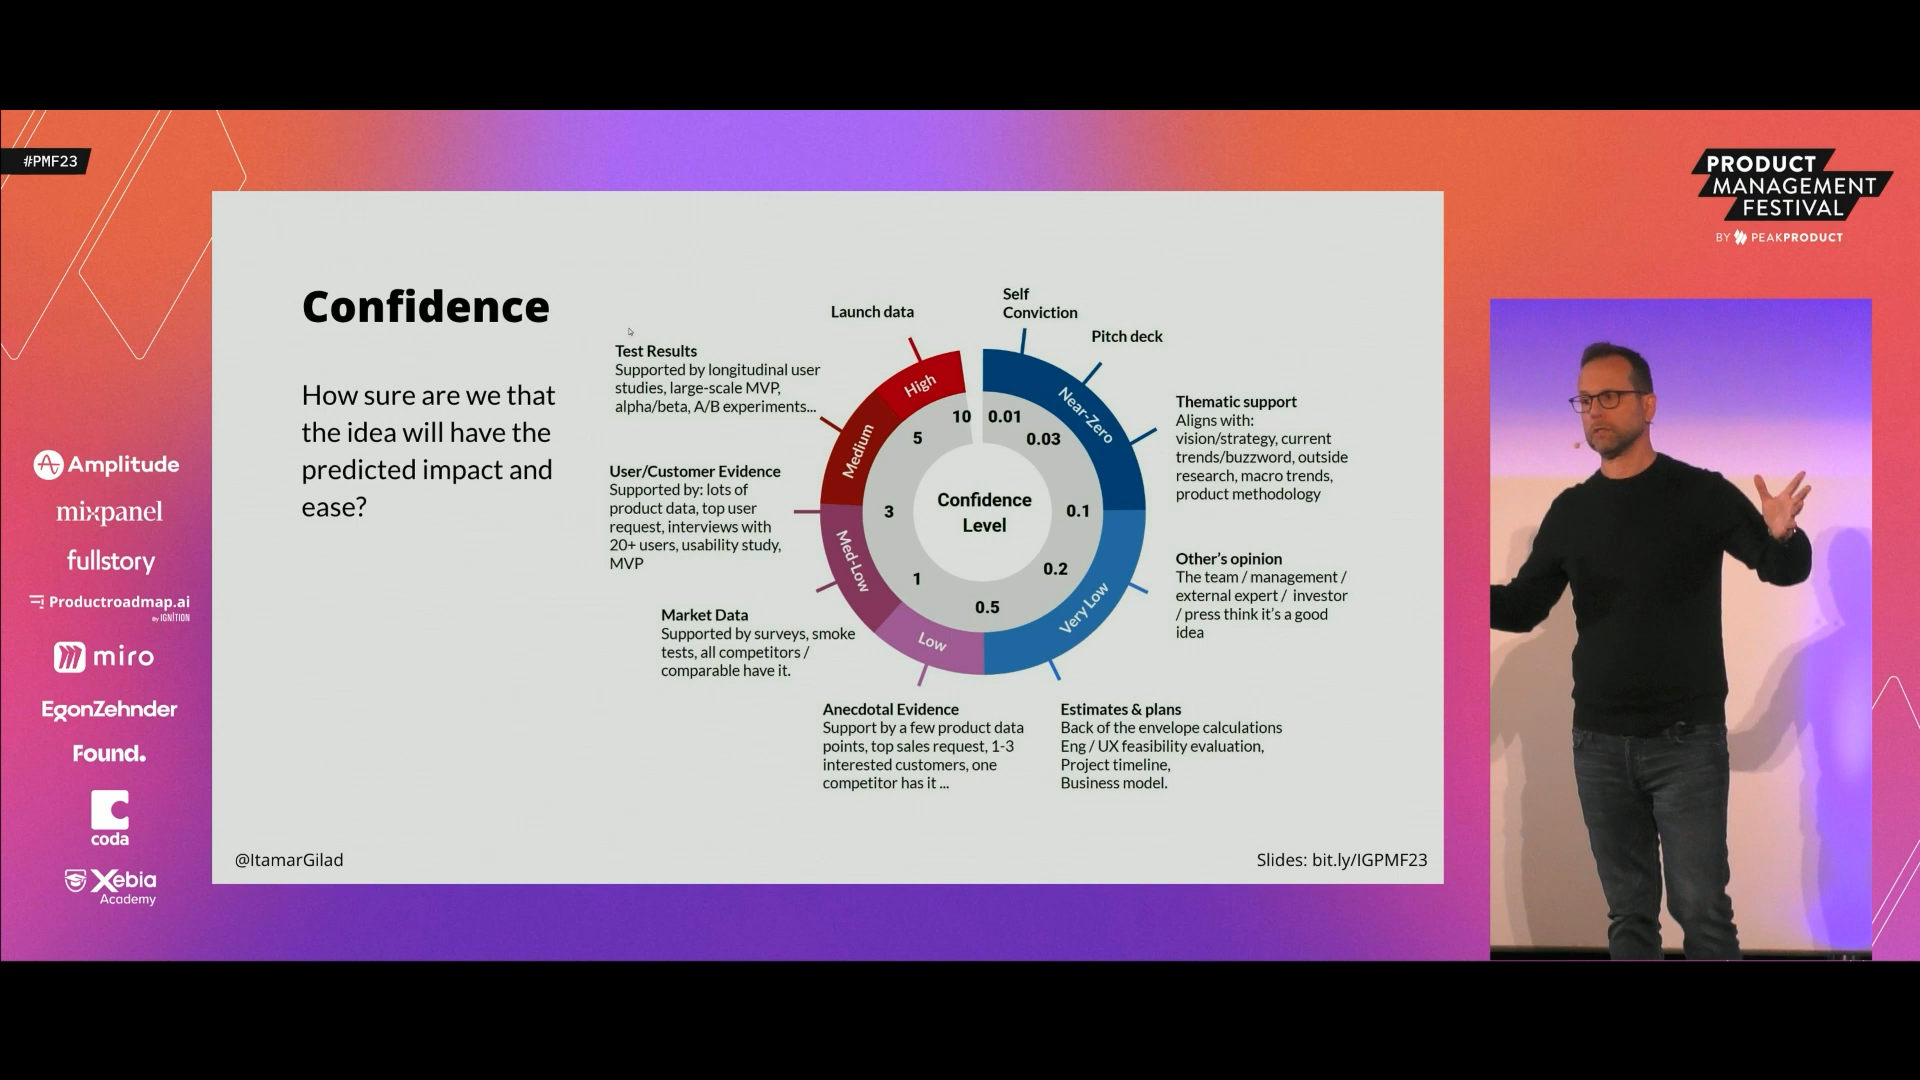 #PMF23
PRODUCT
MANAGEMENT
FESTIVAL
BY PEAKPRODUCT
Amplitude
mixpanel
fullstory
Productroadmap.ai
By IGNITION
miro
EgonZehnder
Found.
coda
Xebia
Academy
Confidence
How sure are we that
the idea will have the
predicted impact and
ease?
Launch data
Self
Conviction
Pitch deck
Test Results
Supported by longitudinal user
studies, large-scale MVP,
alpha/beta, A/B experiments...
Thematic support
Aligns with:
vision/strategy, current
trends/buzzword, outside
research, macro trends,
product methodology
User/Customer Evidence
Supported by: lots of
product data, top user
request, interviews with
20+ users, usability study,
MVP
Other's opinion
The team / management /
external expert / investor
/ press think it's a good
idea
Market Data
Supported by surveys, smoke
tests, all competitors /
comparable have it.
Anecdotal Evidence
Support by a few product data
points, top sales request, 1-3
interested customers, one
competitor has it ...
Estimates & plans
Back of the envelope calculations
Eng / UX feasibility evaluation,
Project timeline,
Business model.
High
Medium
Med-Low
Low
Very Low
Near-Zero
10
0.01
5
0.03
3
0.1
1
0.2
0.5
Confidence
Level
@ItamarGilad
Slides: bit.ly/IGPMF23